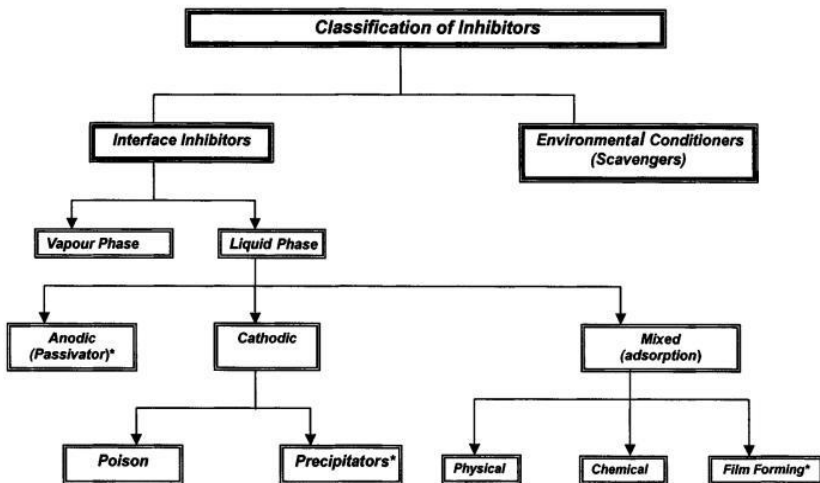 Classification of Inhibitors
Interface Inhibitors
Environmental Conditioners
(Scavengers)
Vapour Phase
Liquid Phase
Anodic
(Passivator)*
Cathodic
Mixed
(adsorption)
Poison
Precipitators*
Physical
Chemical
Film Forming*